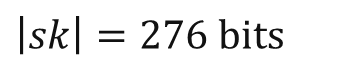 |sk| = 276 bits